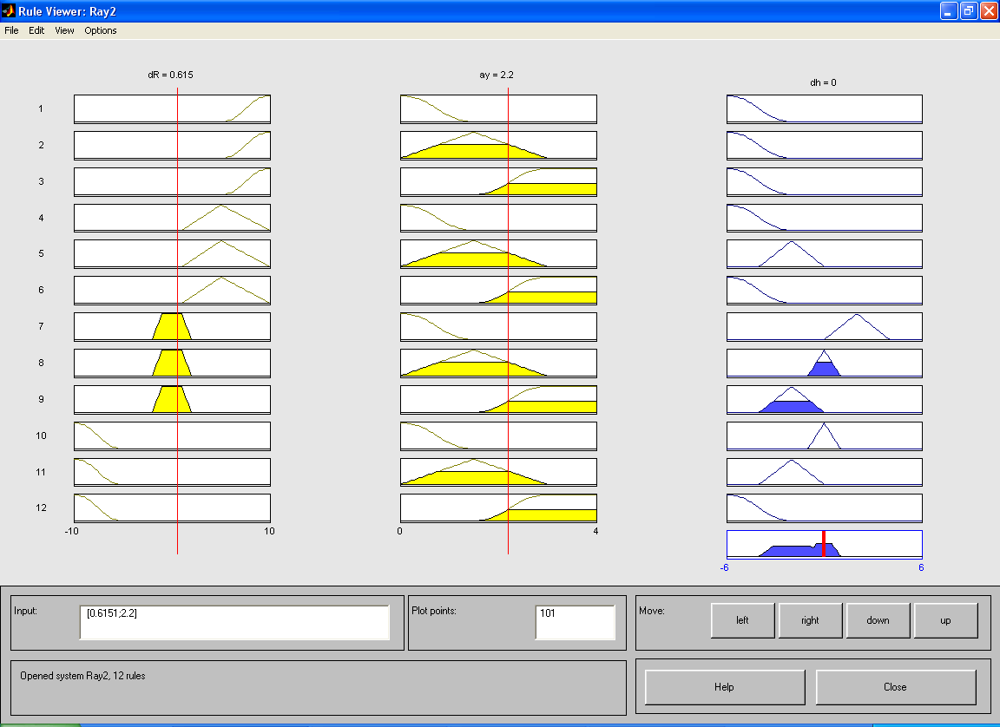 Rule Viewer: Ray2
File Edit View Options
dR = 0.615 ay = 2.2 dh = 0
1
2
3
4
5
6
7
8
9
10
11
12
-10 10 0 4
-6 6
Input: [0.6151;2.2] Plot points: 101 Move: left right down up
Opened system Ray2, 12 rules Help Close